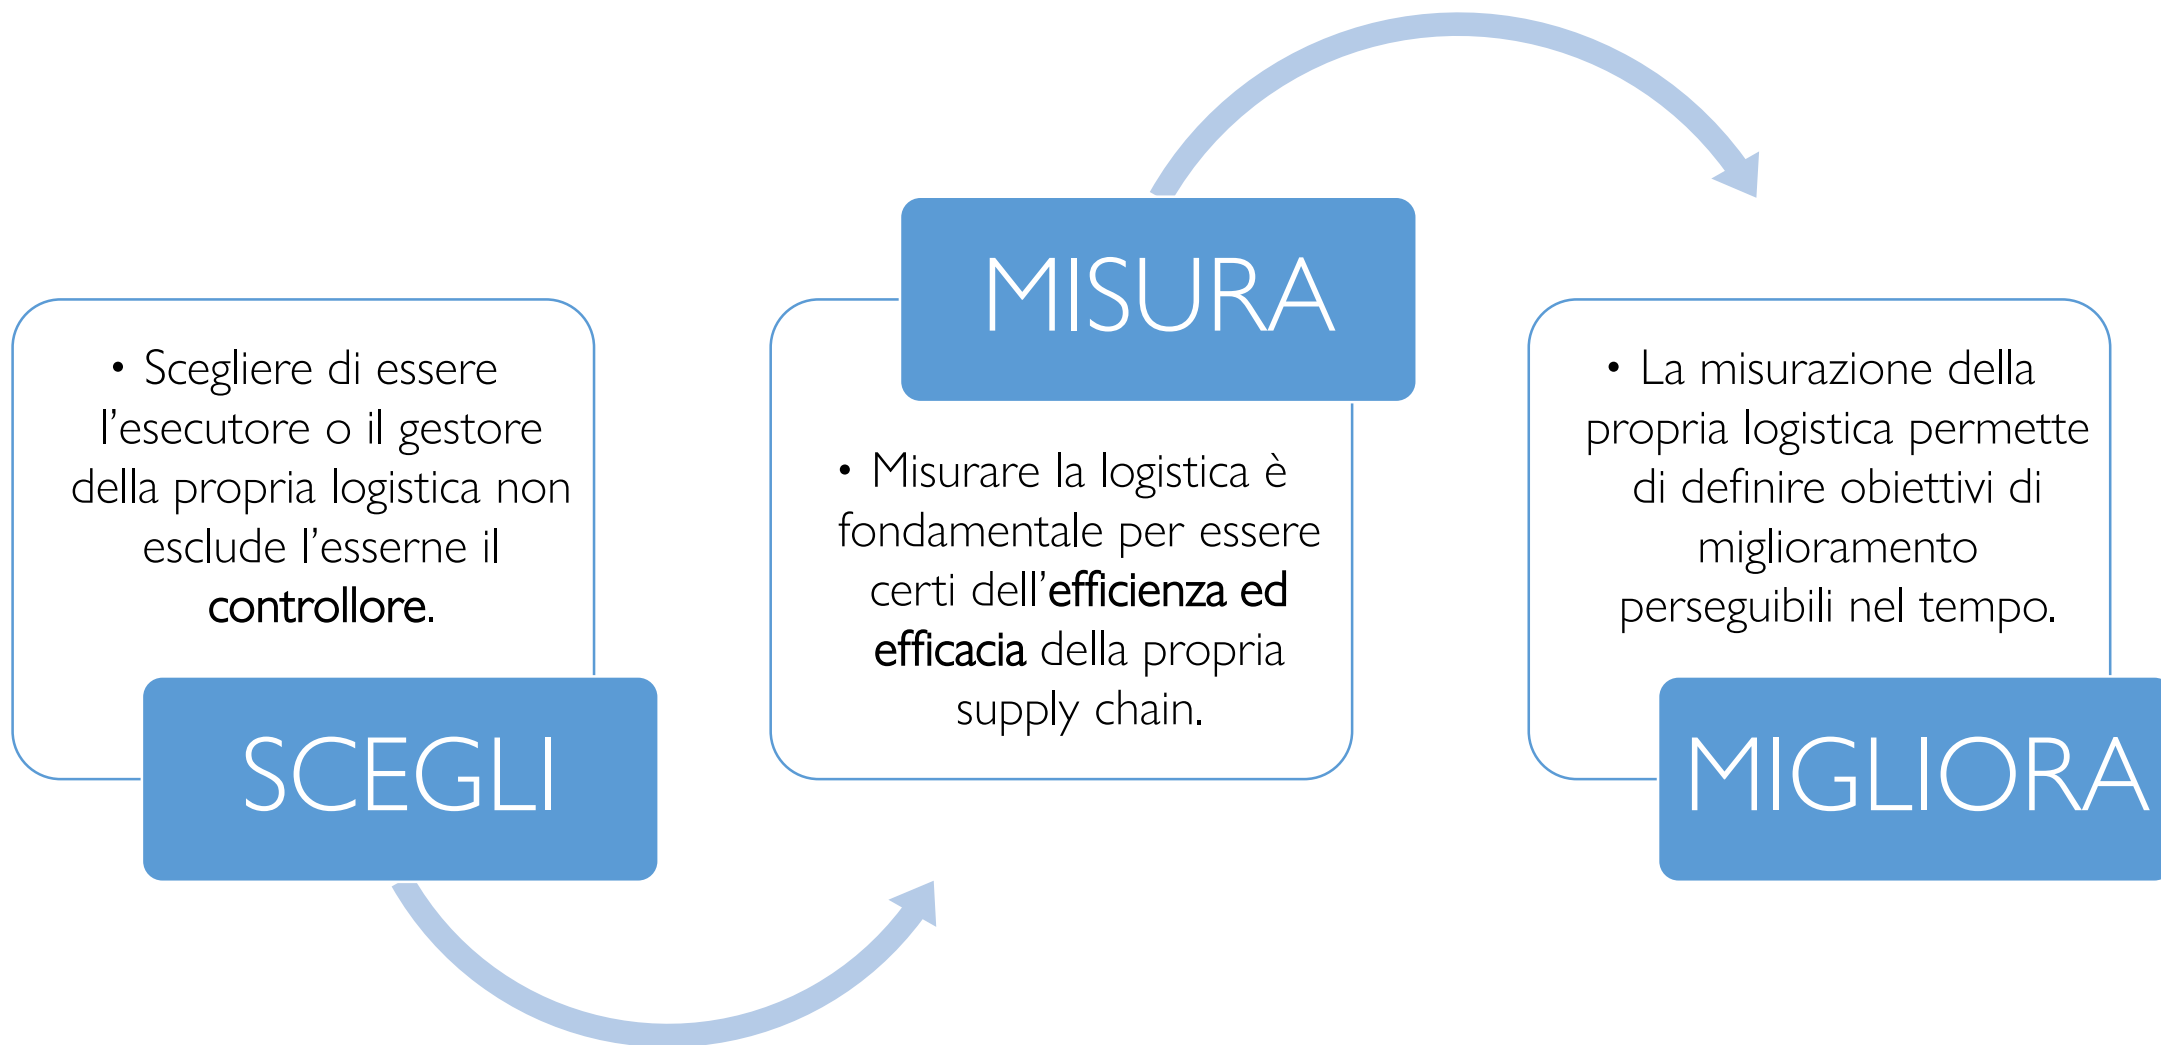 • Scegliere di essere
l’esecutore o il gestore
della propria logistica non
esclude l’esserne il
controllore.
SCEGLI
MISURA
• Misurare la logistica è
fondamentale per essere
certi dell’efficienza ed
efficacia della propria
supply chain.
• La misurazione della
propria logistica permette
di definire obiettivi di
miglioramento
perseguibili nel tempo.
MIGLIORA